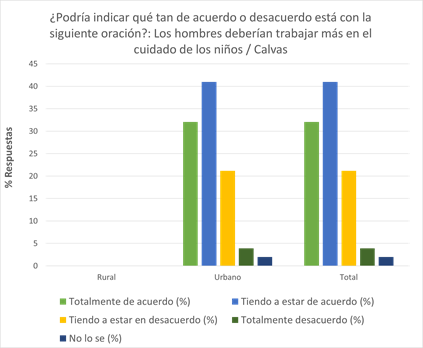 ¿Podría indicar qué tan de acuerdo o desacuerdo está con la
siguiente oración?: Los hombres deberían trabajar más en el
cuidado de los niños / Calvas
45
40
35
30
25
20
15
10
5
0
% Respuestas
Rural Urbano Total
Totalmente de acuerdo (%) Tiendo a estar de acuerdo (%)
Tiendo a estar en desacuerdo (%) Totalmente desacuerdo (%)
No lo se (%)